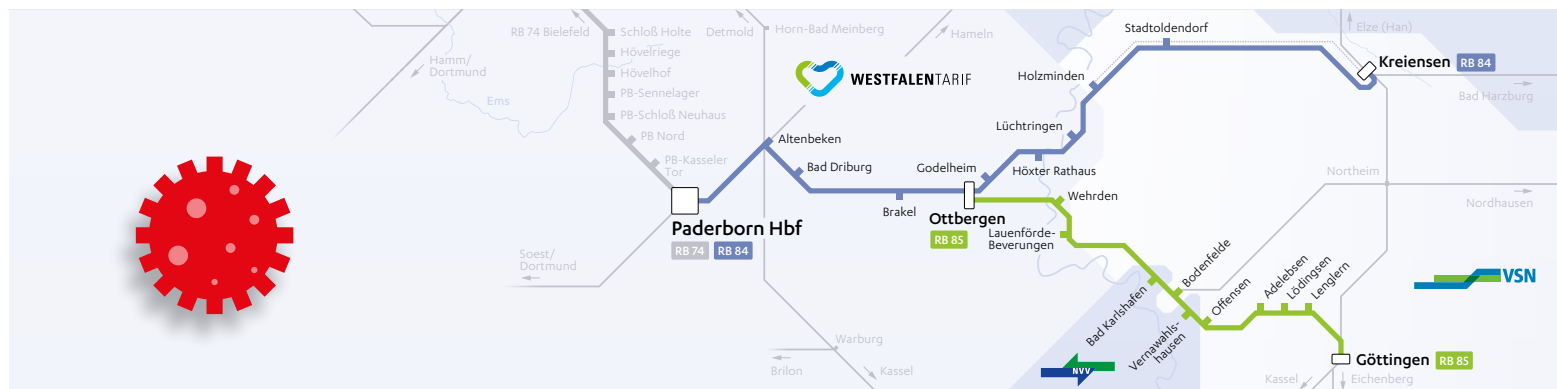 RB 74 Bielefeld
Schloß Holte
Hövelriege
Hövelhof
PB-Sennelager
PB-Schloß Neuhaus
PB Nord
PB-Kasseler
Tor
Hamm/
Dortmund
Ems
Detmold
Horn-Bad Meinberg
Hameln
WESTFALENTARIF
Altenbeken
Bad Driburg
Paderborn Hbf
RB 74 RB 84
Soest/
Dortmund
Brakel
Godelheim
Ottbergen
RB 85
Höxter Rathaus
Lüchtringen
Holzminden
Stadtoldendorf
Kreiensen RB 84
Elze (Han)
Bad Harzburg
Northeim
Nordhausen
Wehrden
Lauenförde-
Beverungen
Bad Karlshafen
Bodenfelde
Vernawahls-
hausen
Offensen
Adelebsen
Lödingsen
Lenglern
VSN
NVV
Göttingen RB 85
Kassel
Eichenberg
Warburg
Brilon
Kassel